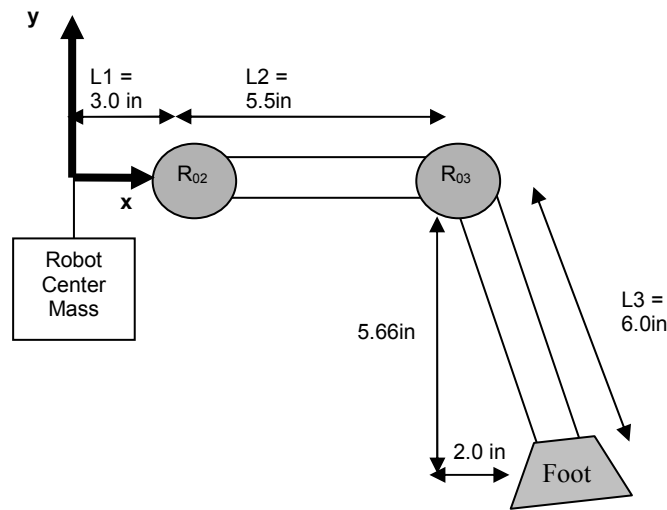 y
L1 =
3.0 in
L2 =
5.5in
R02
R03
x
Robot
Center
Mass
L3 =
6.0in
5.66in
2.0 in
Foot